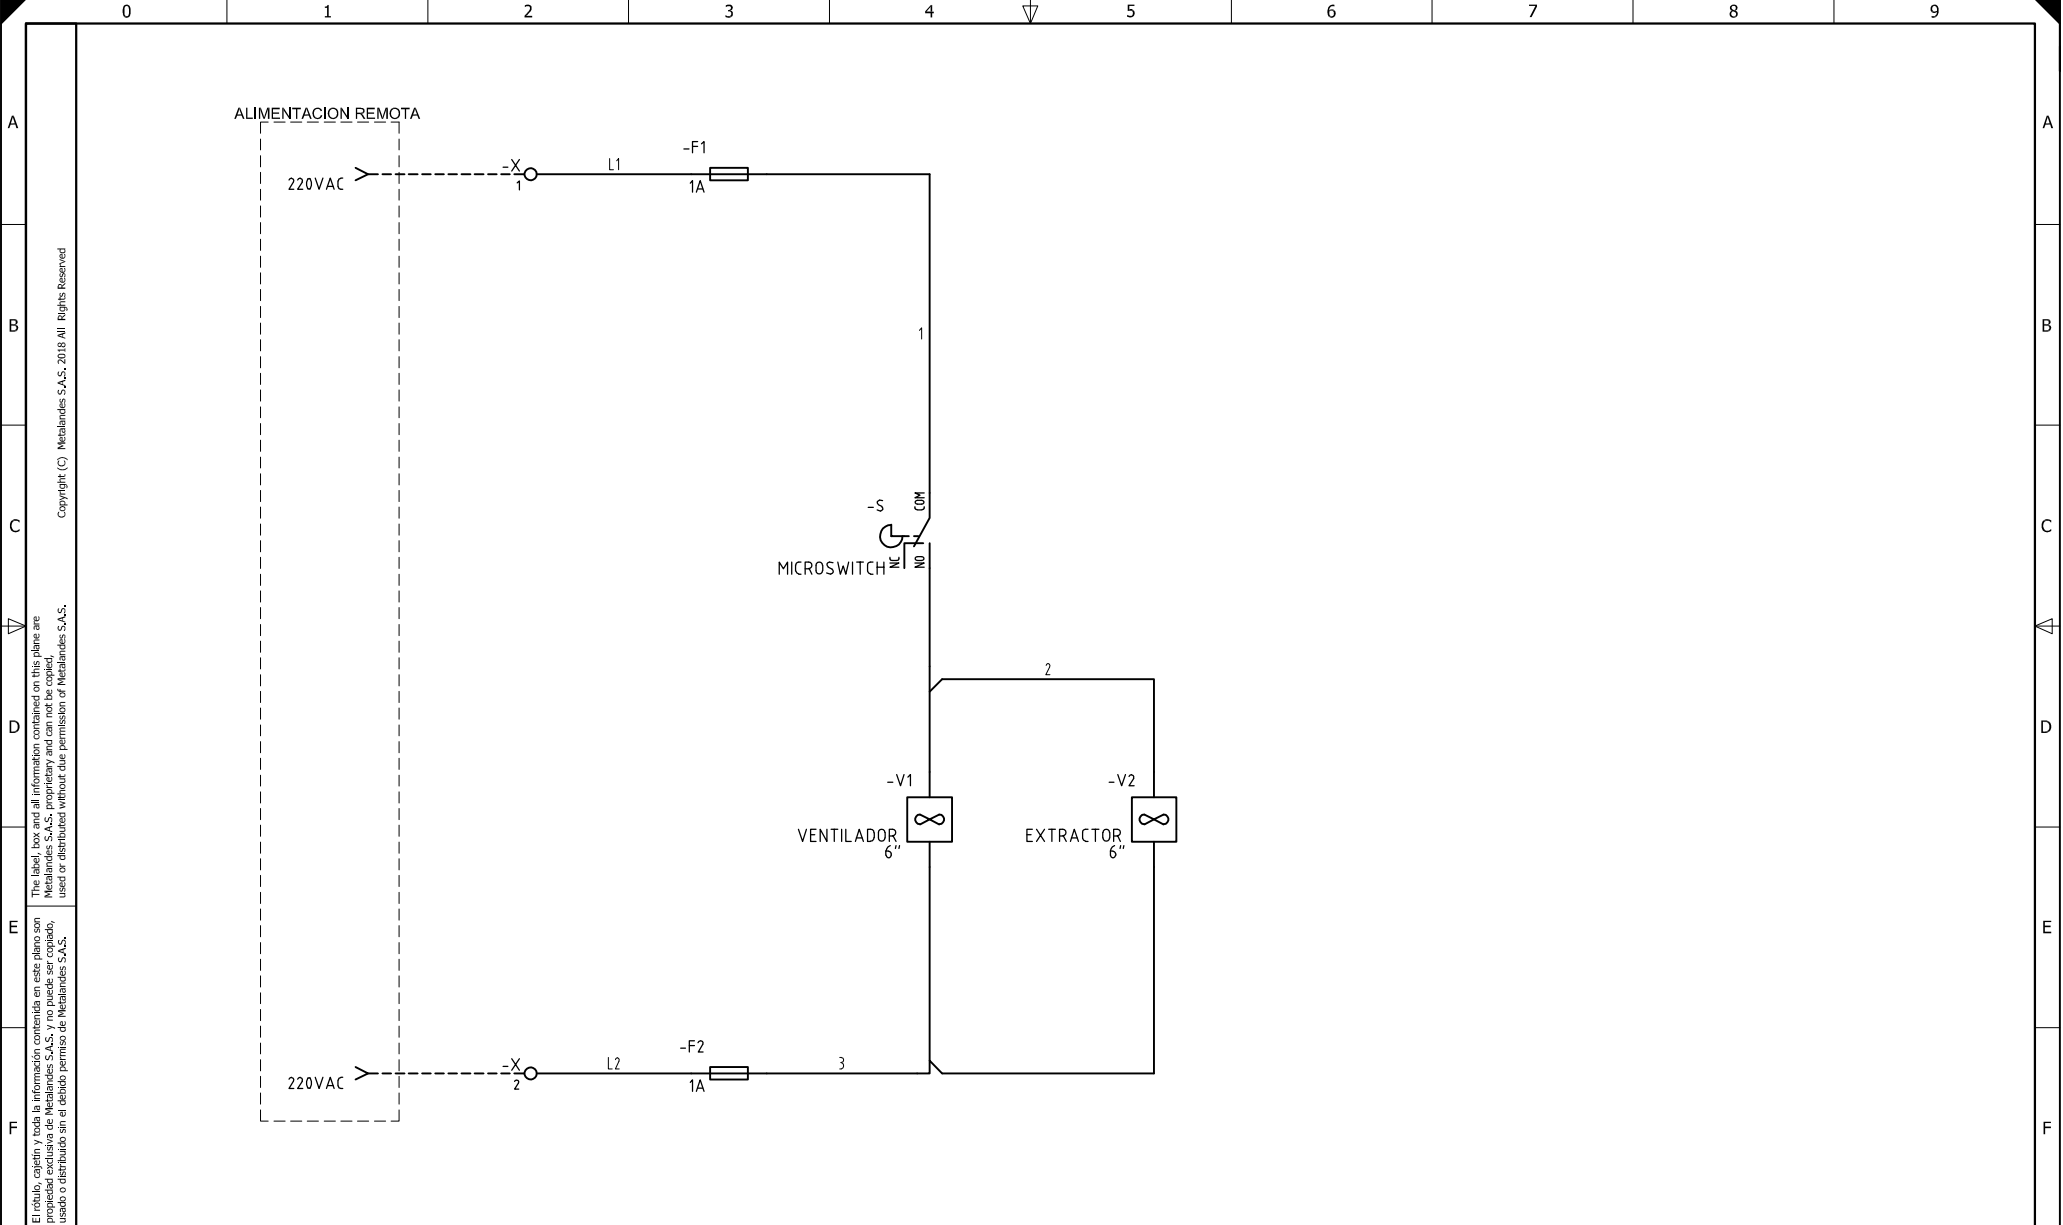 0 1 2 3 4 5 6 7 8 9
A A
ALIMENTACION REMOTA
220VAC
-X
1
L1
-F1
1A
B B
1
C C
-S
COM
NC
NO
MICROSWITCH
D D
2
-V1
VENTILADOR
6"
-V2
EXTRACTOR
6"
E E
220VAC
-X
2
L2
-F2
1A
3
F F
Copyright (C) Metalandes S.A.S. 2018 All Rights Reserved
The label, box and all information contained on this plane are
Metalandes S.A.S. proprietary and can not be copied,
used or distributed without due permission of Metalandes S.A.S.
El rótulo, cajetín y toda la información contenida en este plano son
propiedad exclusiva de Metalandes S.A.S. y no puede ser copiado,
usado o distribuido sin el debido permiso de Metalandes S.A.S.